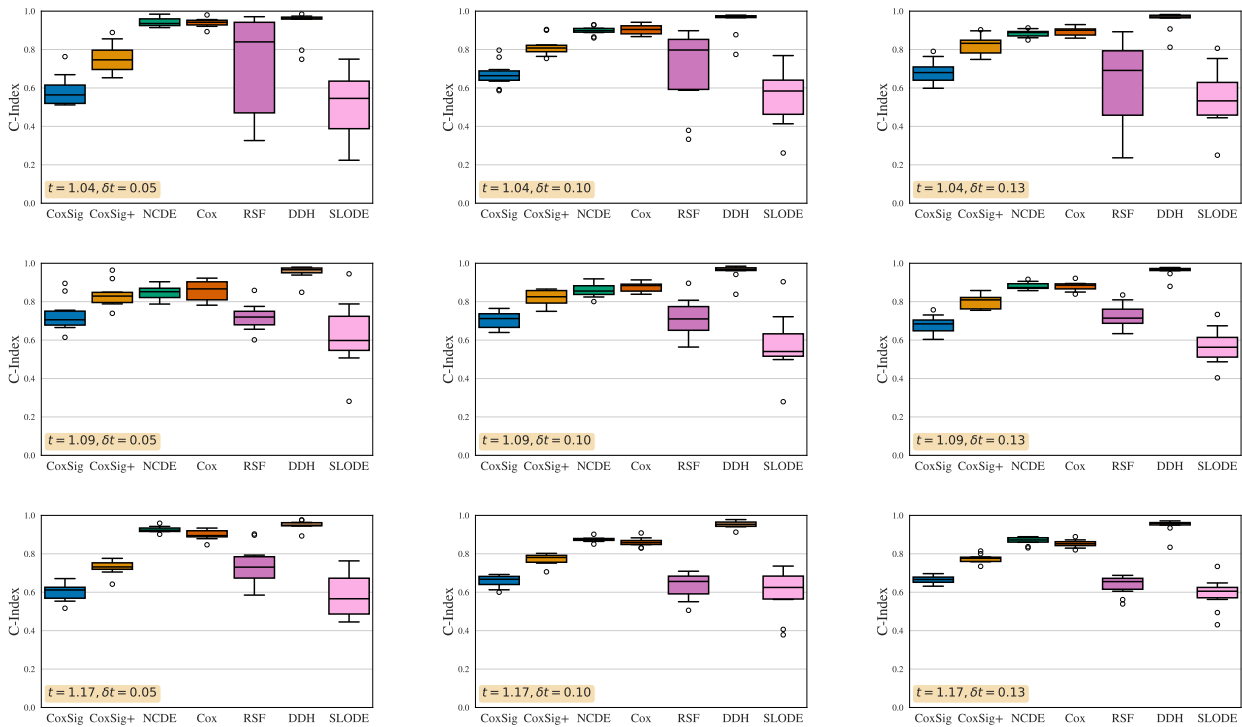 1.0
0.8
0.6
0.4
0.2
0.0
C-Index
t = 1.04, δt = 0.05
CoxSig CoxSig+ NCDE Cox RSF DDH SLODE
1.0
0.8
0.6
0.4
0.2
0.0
C-Index
t = 1.04, δt = 0.10
CoxSig CoxSig+ NCDE Cox RSF DDH SLODE
1.0
0.8
0.6
0.4
0.2
0.0
C-Index
t = 1.04, δt = 0.13
CoxSig CoxSig+ NCDE Cox RSF DDH SLODE
1.0
0.8
0.6
0.4
0.2
0.0
C-Index
t = 1.09, δt = 0.05
CoxSig CoxSig+ NCDE Cox RSF DDH SLODE
1.0
0.8
0.6
0.4
0.2
0.0
C-Index
t = 1.09, δt = 0.10
CoxSig CoxSig+ NCDE Cox RSF DDH SLODE
1.0
0.8
0.6
0.4
0.2
0.0
C-Index
t = 1.09, δt = 0.13
CoxSig CoxSig+ NCDE Cox RSF DDH SLODE
1.0
0.8
0.6
0.4
0.2
0.0
C-Index
t = 1.17, δt = 0.05
CoxSig CoxSig+ NCDE Cox RSF DDH SLODE
1.0
0.8
0.6
0.4
0.2
0.0
C-Index
t = 1.17, δt = 0.10
CoxSig CoxSig+ NCDE Cox RSF DDH SLODE
1.0
0.8
0.6
0.4
0.2
0.0
C-Index
t = 1.17, δt = 0.13
CoxSig CoxSig+ NCDE Cox RSF DDH SLODE